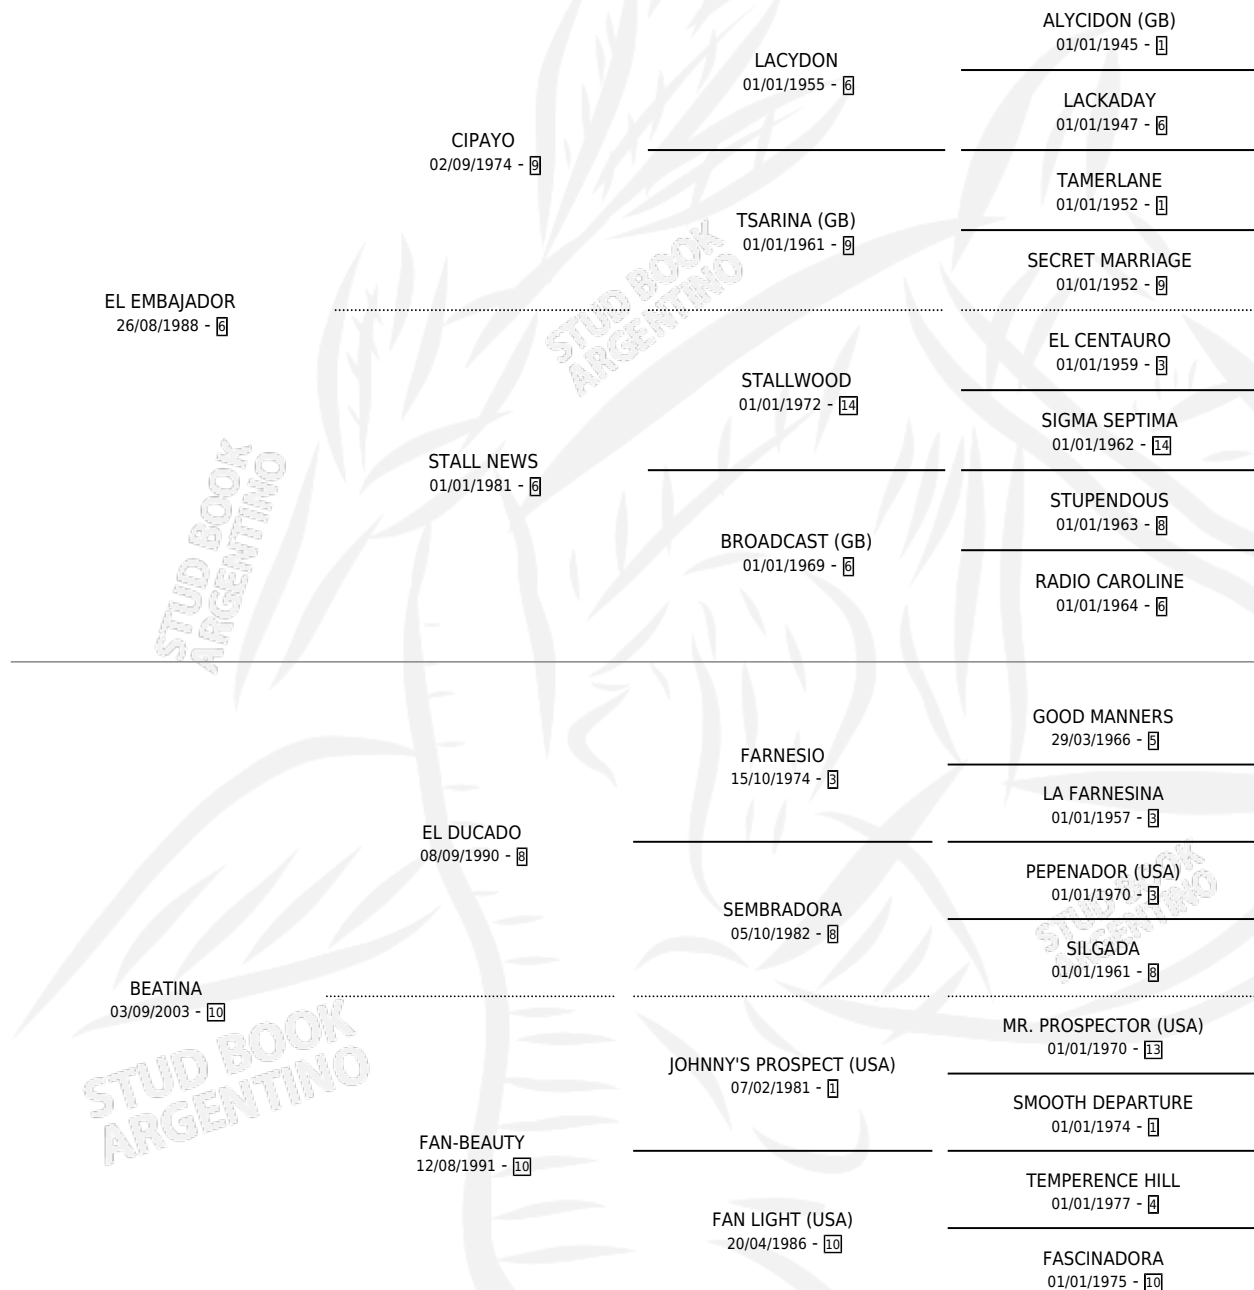 ALYCIDON (GB)
01/01/1945 - 1
LACYDON
01/01/1955 - 6
LACKADAY
01/01/1947 - 6
CIPAYO
02/09/1974 - 9
TAMERLANE
01/01/1952 - 1
TSARINA (GB)
01/01/1961 - 9
SECRET MARRIAGE
01/01/1952 - 9
EL EMBAJADOR
26/08/1988 - 6
STUD BOOK
ARGENTINO
EL CENTAURO
01/01/1959 - 3
STALLWOOD
01/01/1972 - 14
SIGMA SEPTIMA
01/01/1962 - 14
STALL NEWS
01/01/1981 - 6
STUPENDOUS
01/01/1963 - 8
BROADCAST (GB)
01/01/1969 - 6
RADIO CAROLINE
01/01/1964 - 6
STUD BOOK
ARGENTINO
GOOD MANNERS
29/03/1966 - 5
FARNESIO
15/10/1974 - 3
LA FARNESINA
01/01/1957 - 3
EL DUCADO
08/09/1990 - 8
PEPENADOR (USA)
01/01/1970 - 3
SEMBRADORA
05/10/1982 - 8
STUD BOOK
ARGENTINO
SILGADA
01/01/1961 - 8
BEATINA
03/09/2003 - 10
MR. PROSPECTOR (USA)
01/01/1970 - 13
JOHNNY'S PROSPECT (USA)
07/02/1981 - 1
SMOOTH DEPARTURE
01/01/1974 - 1
STUD BOOK
ARGENTINO
FAN-BEAUTY
12/08/1991 - 10
TEMPERENCE HILL
01/01/1977 - 4
FAN LIGHT (USA)
20/04/1986 - 10
FASCINADORA
01/01/1975 - 10